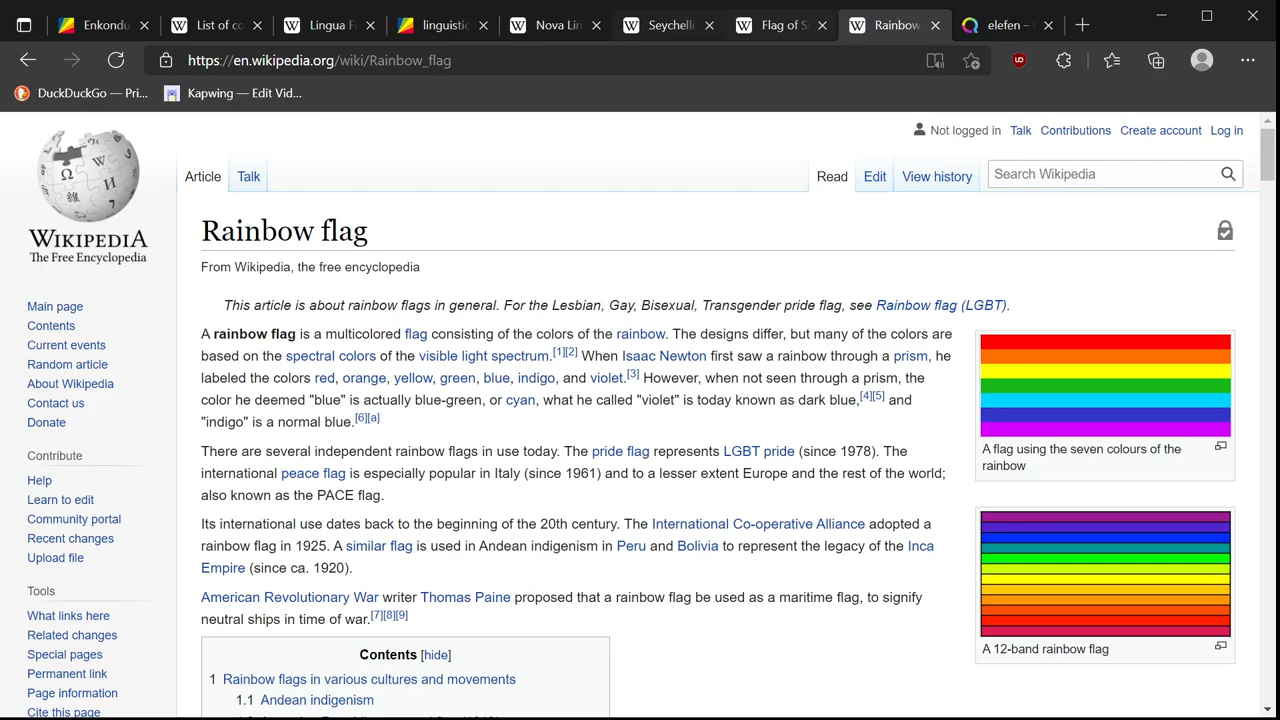 Enkondu
List of co
Lingua F
linguistic
Nova Lin
Seychell
Flag of S
Rainbow
elefen –
https://en.wikipedia.org/wiki/Rainbow_flag
DuckDuckGo — Pri...
Kapwing — Edit Vid...
Not logged in Talk Contributions Create account Log in
Article Talk Read Edit View history Search Wikipedia
WIKIPEDIA
The Free Encyclopedia
Main page
Contents
Current events
Random article
About Wikipedia
Contact us
Donate
Contribute
Help
Learn to edit
Community portal
Recent changes
Upload file
Tools
What links here
Related changes
Special pages
Permanent link
Page information
Cite this page
Rainbow flag
From Wikipedia, the free encyclopedia
This article is about rainbow flags in general. For the Lesbian, Gay, Bisexual, Transgender pride flag, see Rainbow flag (LGBT).
A rainbow flag is a multicolored flag consisting of the colors of the rainbow. The designs differ, but many of the colors are
based on the spectral colors of the visible light spectrum.[1][2] When Isaac Newton first saw a rainbow through a prism, he
labeled the colors red, orange, yellow, green, blue, indigo, and violet.[3] However, when not seen through a prism, the
color he deemed "blue" is actually blue-green, or cyan, what he called "violet" is today known as dark blue,[4][5] and
"indigo" is a normal blue.[6][a]
There are several independent rainbow flags in use today. The pride flag represents LGBT pride (since 1978). The
international peace flag is especially popular in Italy (since 1961) and to a lesser extent Europe and the rest of the world;
also known as the PACE flag.
Its international use dates back to the beginning of the 20th century. The International Co-operative Alliance adopted a
rainbow flag in 1925. A similar flag is used in Andean indigenism in Peru and Bolivia to represent the legacy of the Inca
Empire (since ca. 1920).
American Revolutionary War writer Thomas Paine proposed that a rainbow flag be used as a maritime flag, to signify
neutral ships in time of war.[7][8][9]
Contents [hide]
1 Rainbow flags in various cultures and movements
1.1 Andean indigenism
A flag using the seven colours of the
rainbow
A 12-band rainbow flag